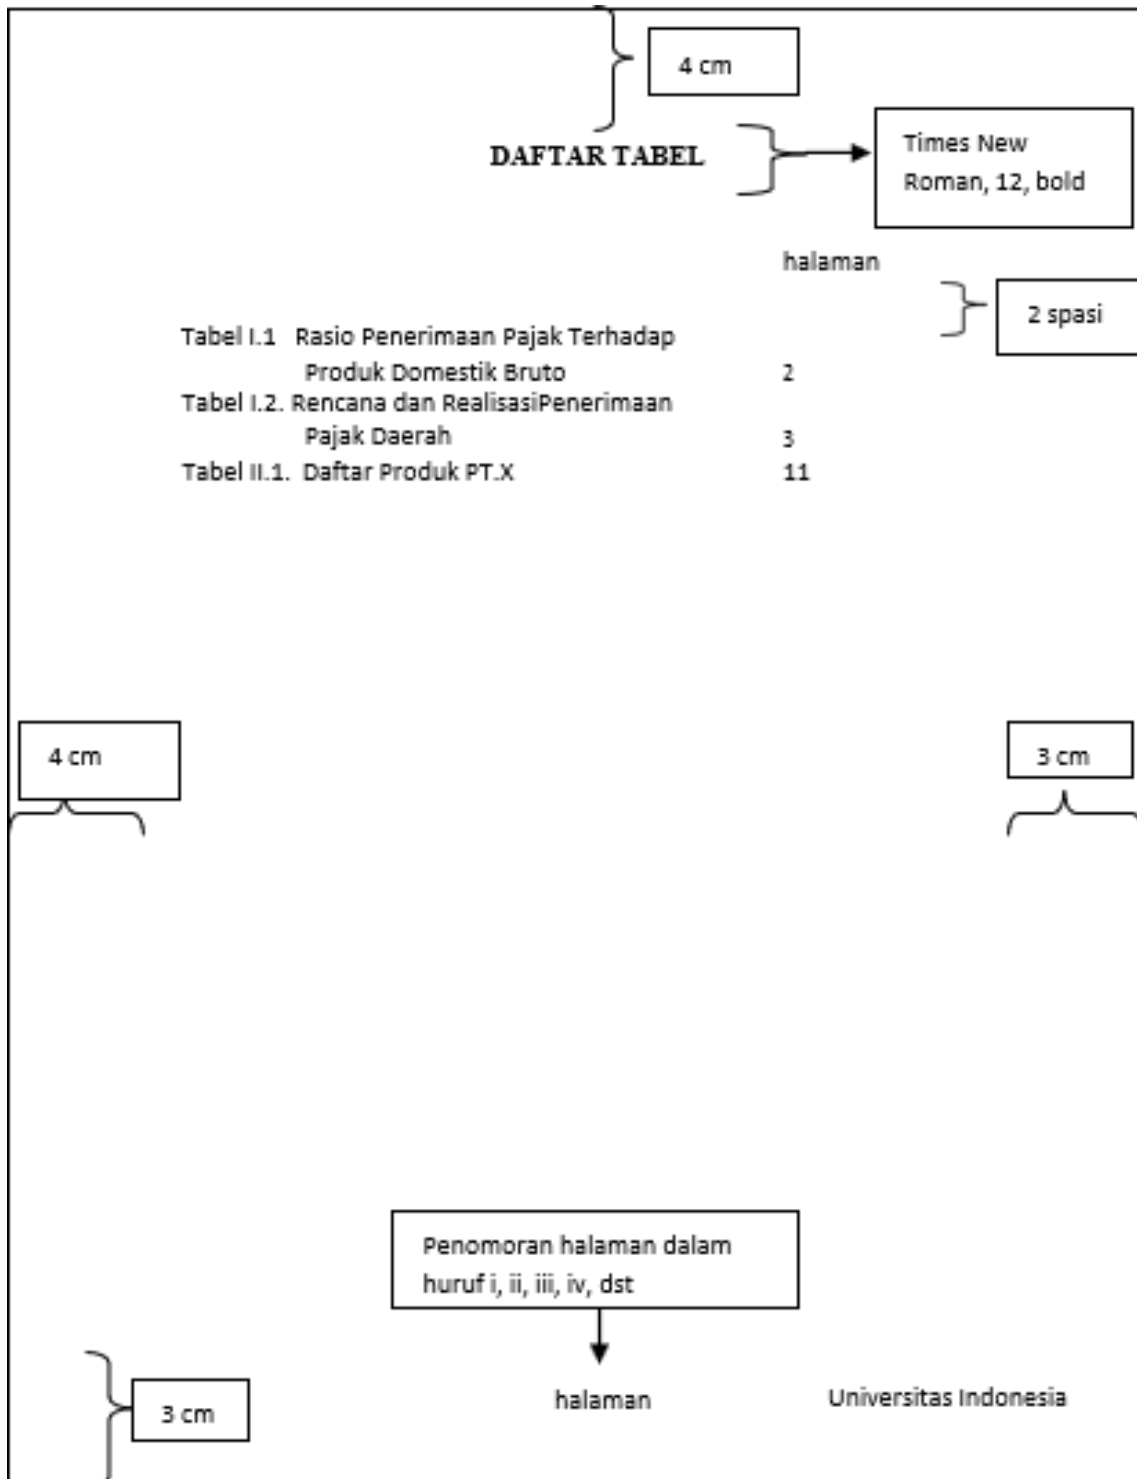 4 cm
DAFTAR TABEL
Times New
Roman, 12, bold
halaman
2 spasi
Tabel I.1 Rasio Penerimaan Pajak Terhadap
Produk Domestik Bruto 2
Tabel I.2. Rencana dan RealisasiPenerimaan
Pajak Daerah 3
Tabel II.1. Daftar Produk PT.X 11
4 cm
3 cm
Penomoran halaman dalam
huruf i, ii, iii, iv, dst
3 cm
halaman
Universitas Indonesia